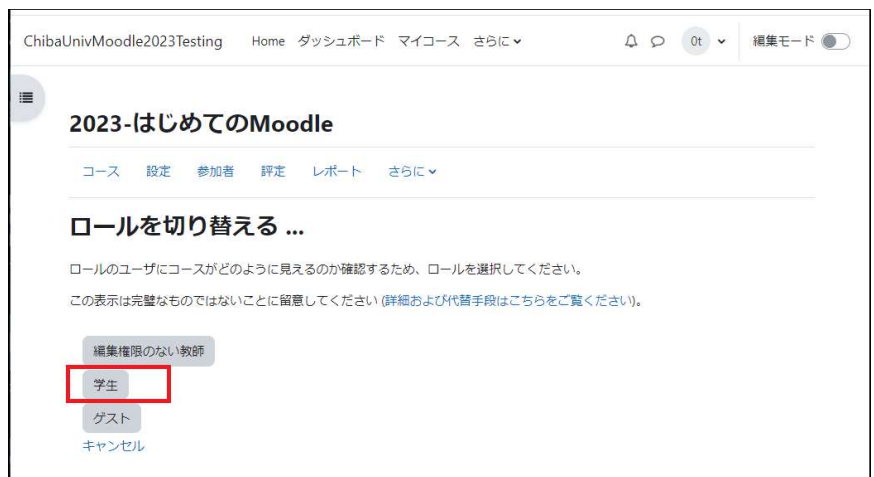 ChibaUnivMoodle2023Testing Home ダッシュボード マイコース さらに 0t 編集モード
2023-はじめてのMoodle
コース 設定 参加者 評定 レポート さらに
ロールを切り替える ...
ロールのユーザにコースがどのように見えるのか確認するため、ロールを選択してください。
この表示は完璧なものではないことに留意してください (詳細および代替手段はこちらをご覧ください)。
編集権限のない教師
学生
ゲスト
キャンセル